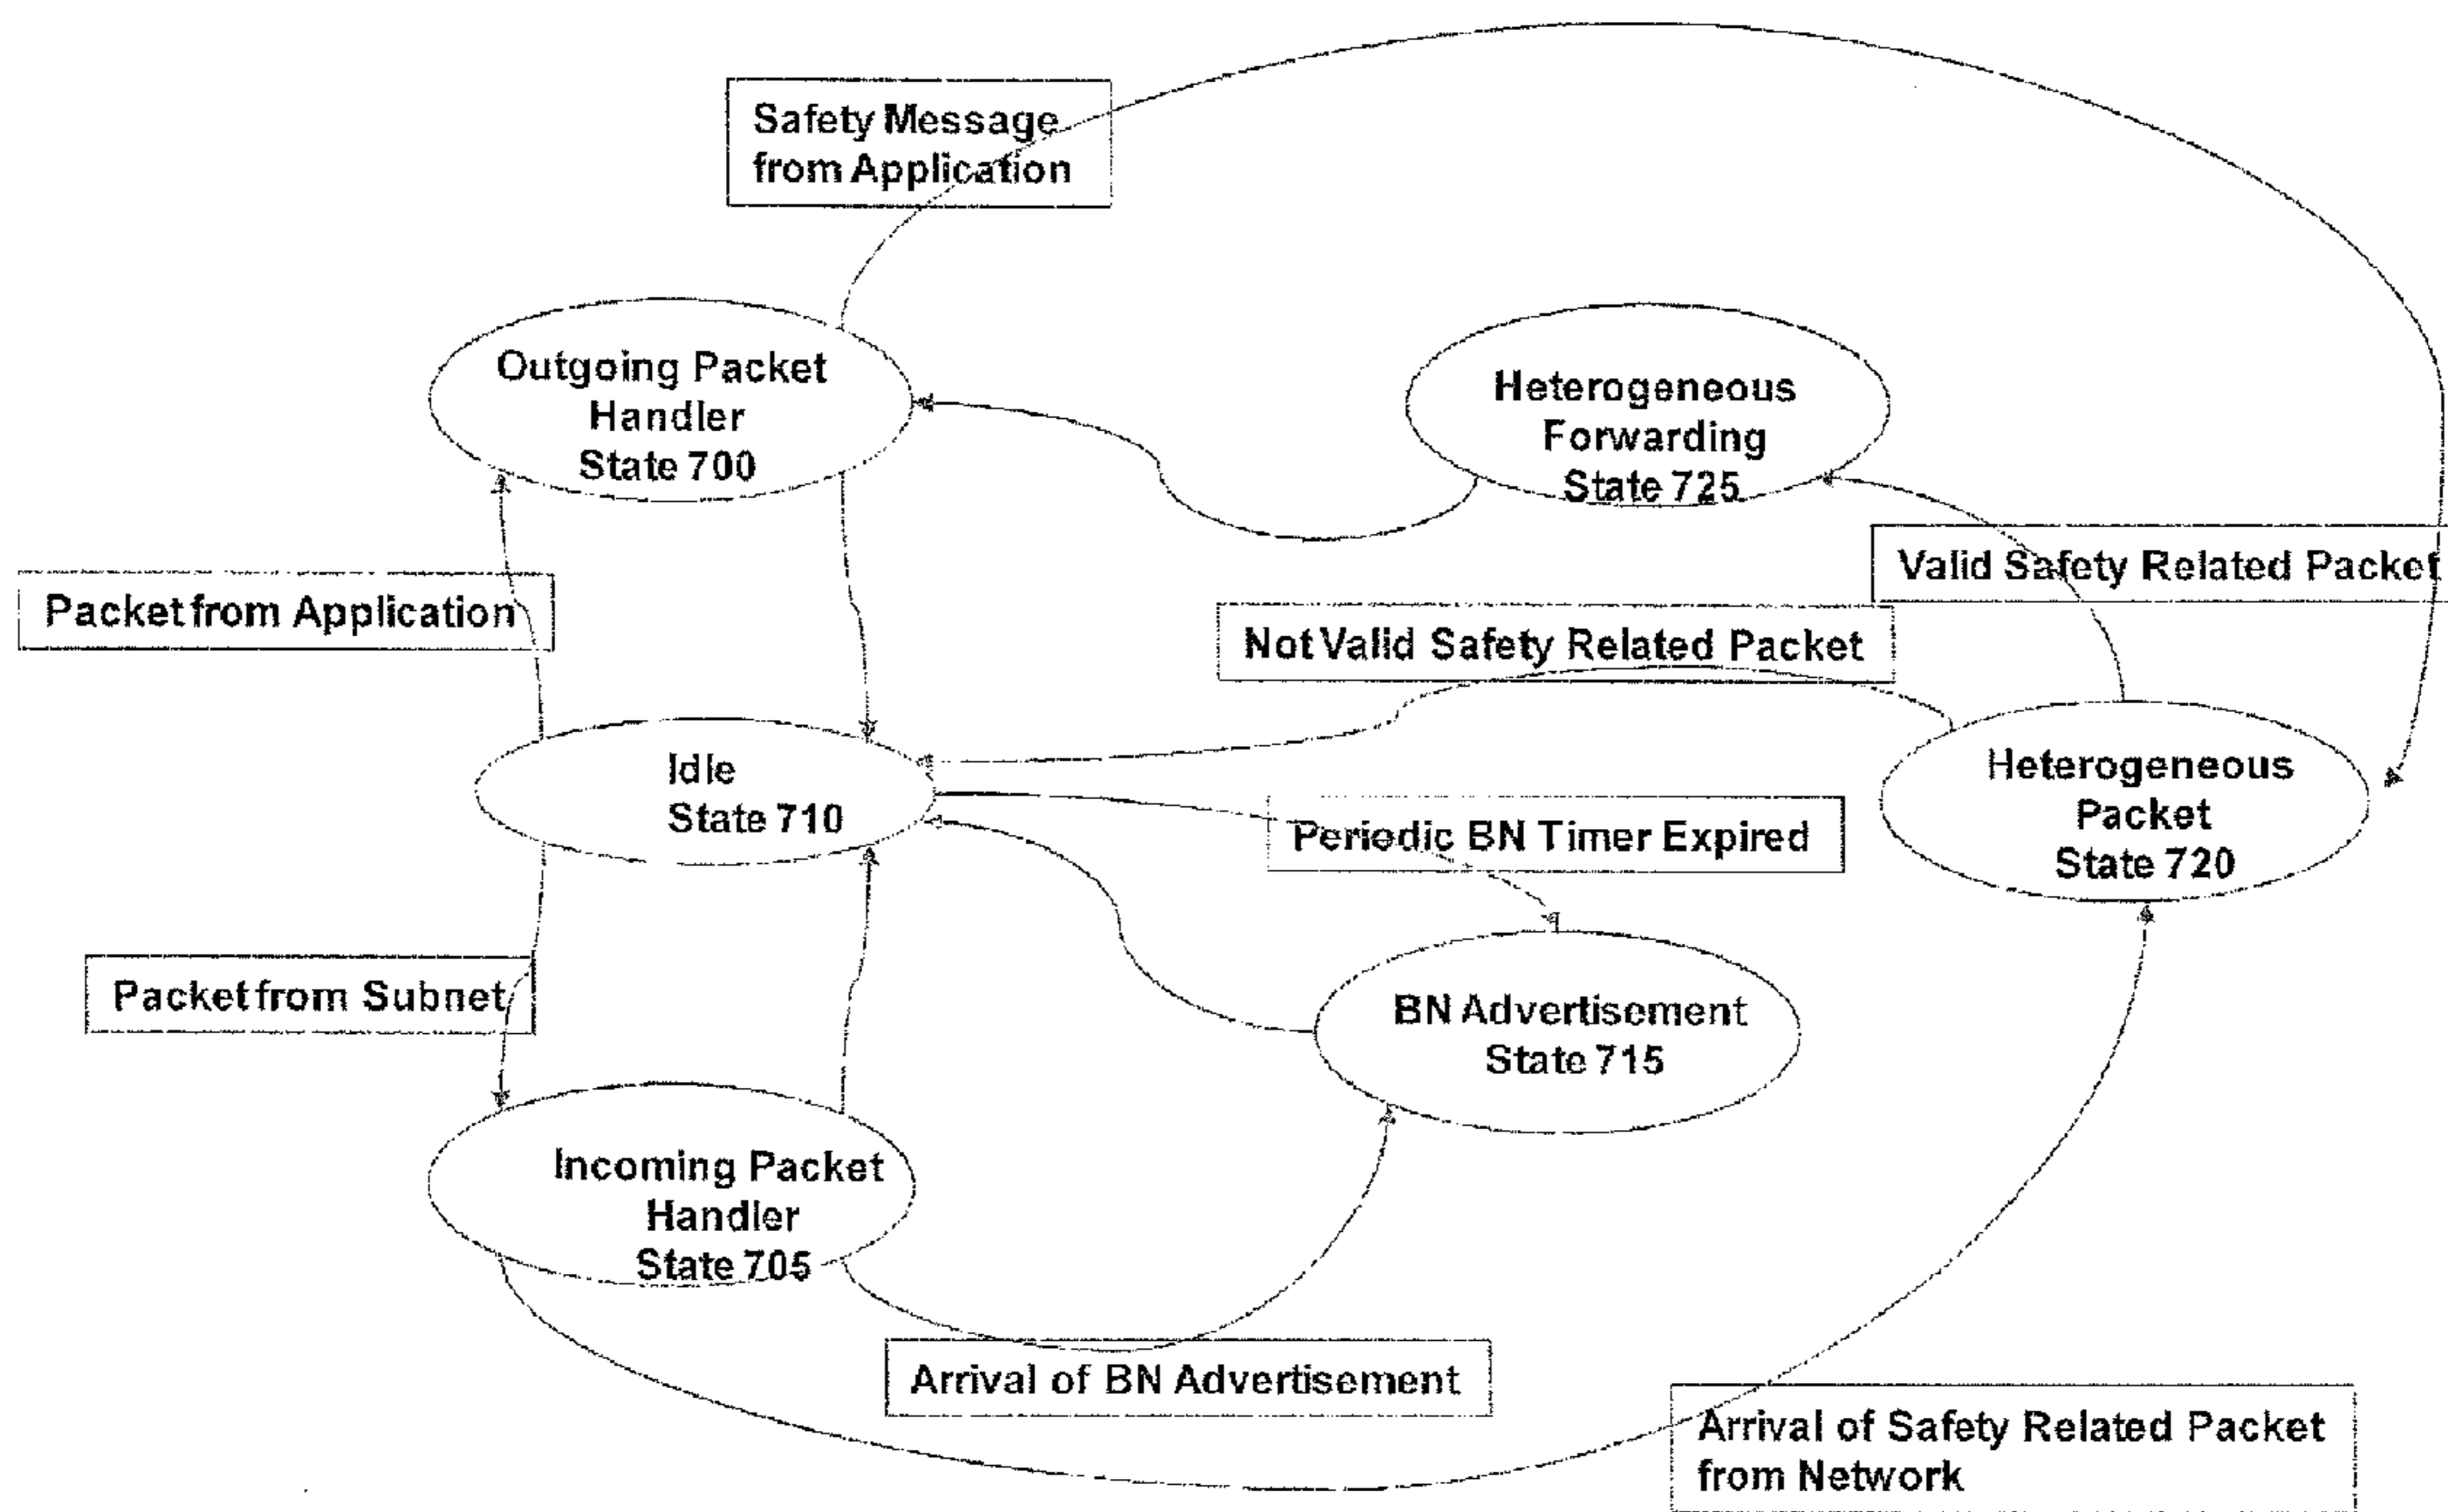 Safety Message
from Application
Outgoing Packet
Handler
State 700
Heterogeneous
Forwarding
State 725
Valid Safety Related Packet
Packet from Application
Not Valid Safety Related Packet
Idle
State 710
Periodic BN Timer Expired
Heterogeneous
Packet
State 720
Packet from Subnet
BN Advertisement
State 715
Incoming Packet
Handler
State 705
Arrival of BN Advertisement
Arrival of Safety Related Packet
from Network